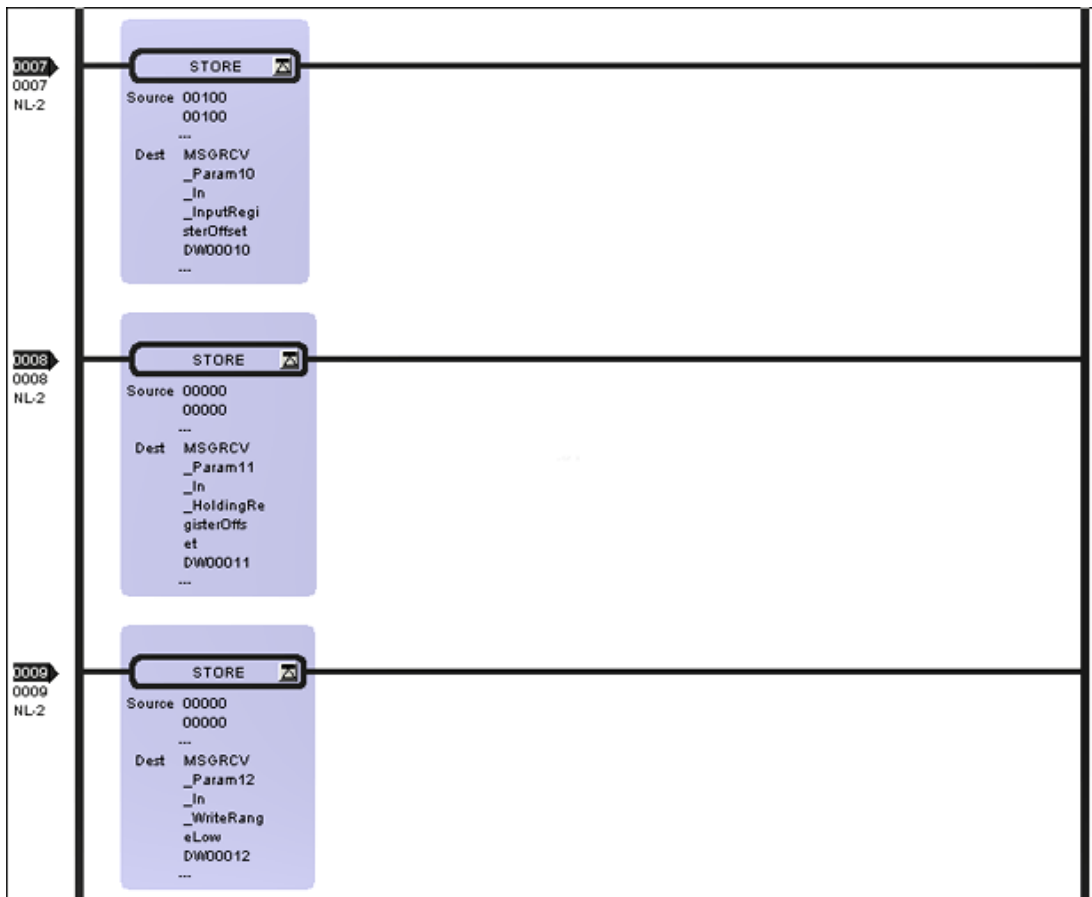 0007
0007
NL-2
STORE
Source 00100
00100
...
Dest MSGRCV
_Param10
_In
_InputRegi
sterOffset
DW00010
...
0008
0008
NL-2
STORE
Source 00000
00000
...
Dest MSGRCV
_Param11
_In
_HoldingRe
gisterOffs
et
DW00011
...
0009
0009
NL-2
STORE
Source 00000
00000
...
Dest MSGRCV
_Param12
_In
_WriteRang
eLow
DW00012
...